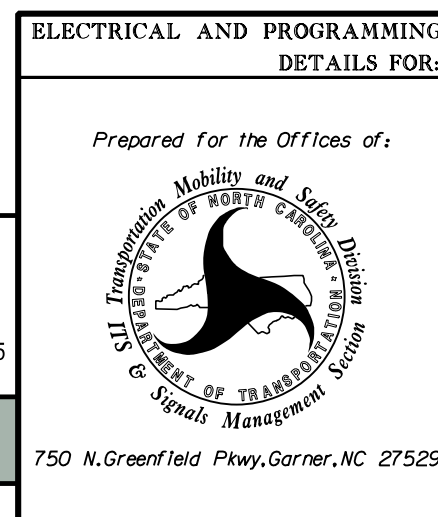 ELECTRICAL AND PROGRAMMING
DETAILS FOR:
Prepared for the Offices of:
Transportation Mobility and Safety Division
STATE OF NORTH CAROLINA
DEPARTMENT OF TRANSPORTATION
ITS & Signals Management Section
750 N.Greenfield Pkwy,Garner,NC 27529
5